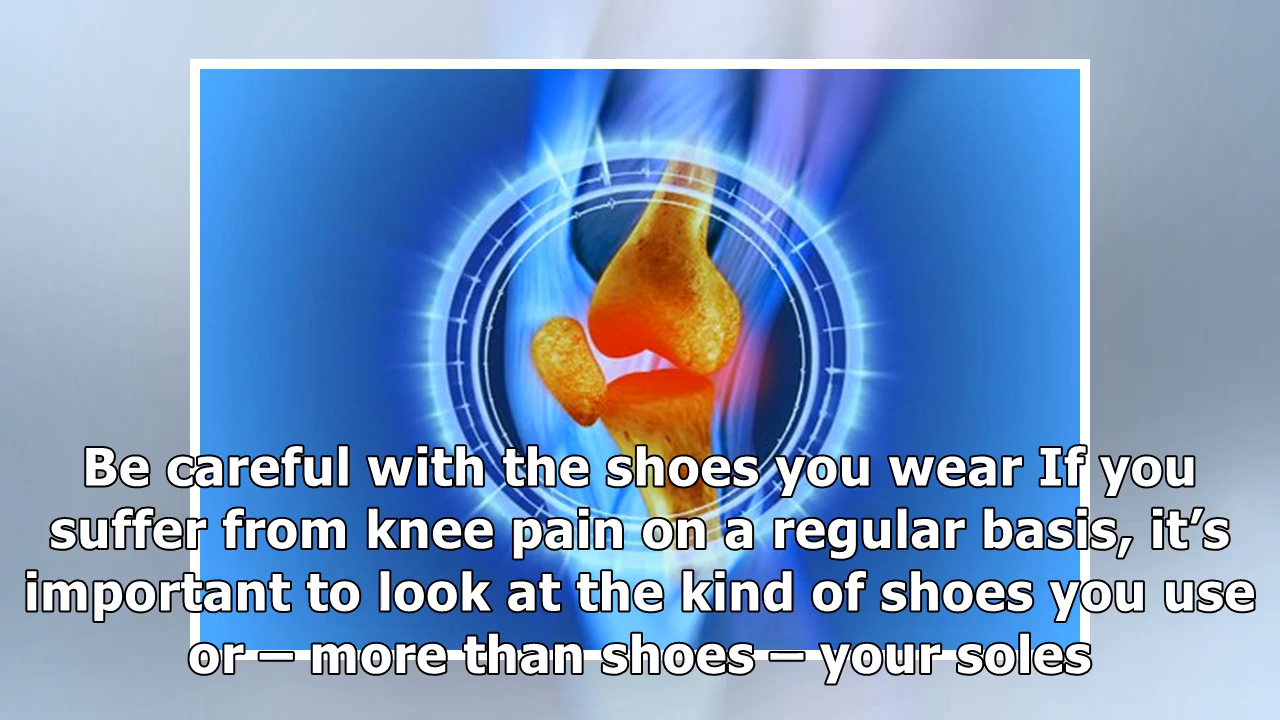 Be careful with the shoes you wear If you
suffer from knee pain on a regular basis, it’s
important to look at the kind of shoes you use
or – more than shoes – your soles